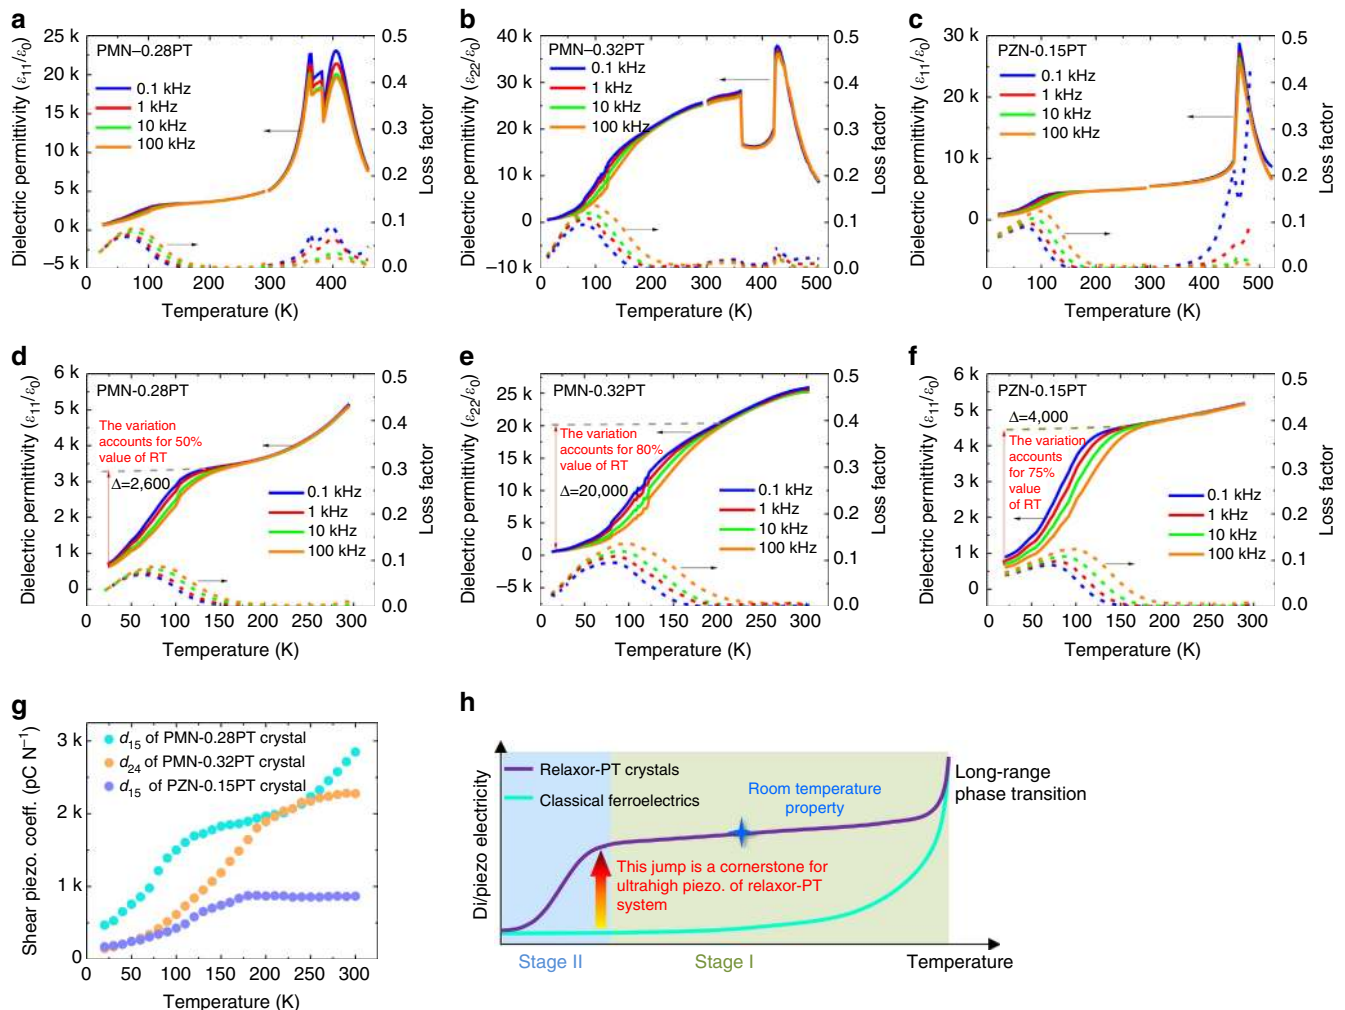 a
PMN–0.28PT
0.1 kHz
1 kHz
10 kHz
100 kHz
Dielectric permittivity (ε11/ε0)
25 k
20 k
15 k
10 k
5 k
0 k
−5 k
0.5
0.4
0.3
0.2
0.1
0.0
Loss factor
0 100 200 300 400
Temperature (K)
b
PMN–0.32PT
0.1 kHz
1 kHz
10 kHz
100 kHz
Dielectric permittivity (ε22/ε0)
40 k
30 k
20 k
10 k
0 k
−10 k
0.5
0.4
0.3
0.2
0.1
0.0
Loss factor
0 100 200 300 400 500
Temperature (K)
c
PZN-0.15PT
0.1 kHz
1 kHz
10 kHz
100 kHz
Dielectric permittivity (ε11/ε0)
30 k
20 k
10 k
0 k
0.5
0.4
0.3
0.2
0.1
0.0
Loss factor
0 100 200 300 400 500
Temperature (K)
d
PMN-0.28PT
The variation
accounts for 50%
value of RT
Δ=2,600
0.1 kHz
1 kHz
10 kHz
100 kHz
Dielectric permittivity (ε11/ε0)
6 k
5 k
4 k
3 k
2 k
1 k
0
0.5
0.4
0.3
0.2
0.1
0.0
Loss factor
0 50 100 150 200 250 300
Temperature (K)
e
PMN-0.32PT
The variation
accounts for 80%
value of RT
Δ=20,000
0.1 kHz
1 kHz
10 kHz
100 kHz
Dielectric permittivity (ε22/ε0)
25 k
20 k
15 k
10 k
5 k
0 k
−5 k
0.5
0.4
0.3
0.2
0.1
0.0
Loss factor
0 50 100 150 200 250 300
Temperature (K)
f
PZN-0.15PT
Δ=4,000
The variation
accounts
for 75%
value
of RT
0.1 kHz
1 kHz
10 kHz
100 kHz
Dielectric permittivity (ε11/ε0)
6 k
5 k
4 k
3 k
2 k
1 k
0
0.5
0.4
0.3
0.2
0.1
0.0
Loss factor
0 50 100 150 200 250 300
Temperature (K)
g
d15 of PMN-0.28PT crystal
d24 of PMN-0.32PT crystal
d15 of PZN-0.15PT crystal
Shear piezo. coeff. (pC N−1)
3 k
2 k
1 k
0
0 50 100 150 200 250 300
Temperature (K)
h
Relaxor-PT crystals
Classical ferroelectrics
Room temperature
property
Long-range
phase transition
This jump is a cornerstone for
ultrahigh piezo. of relaxor-PT
system
Di/piezo electricity
Stage II
Stage I
Temperature